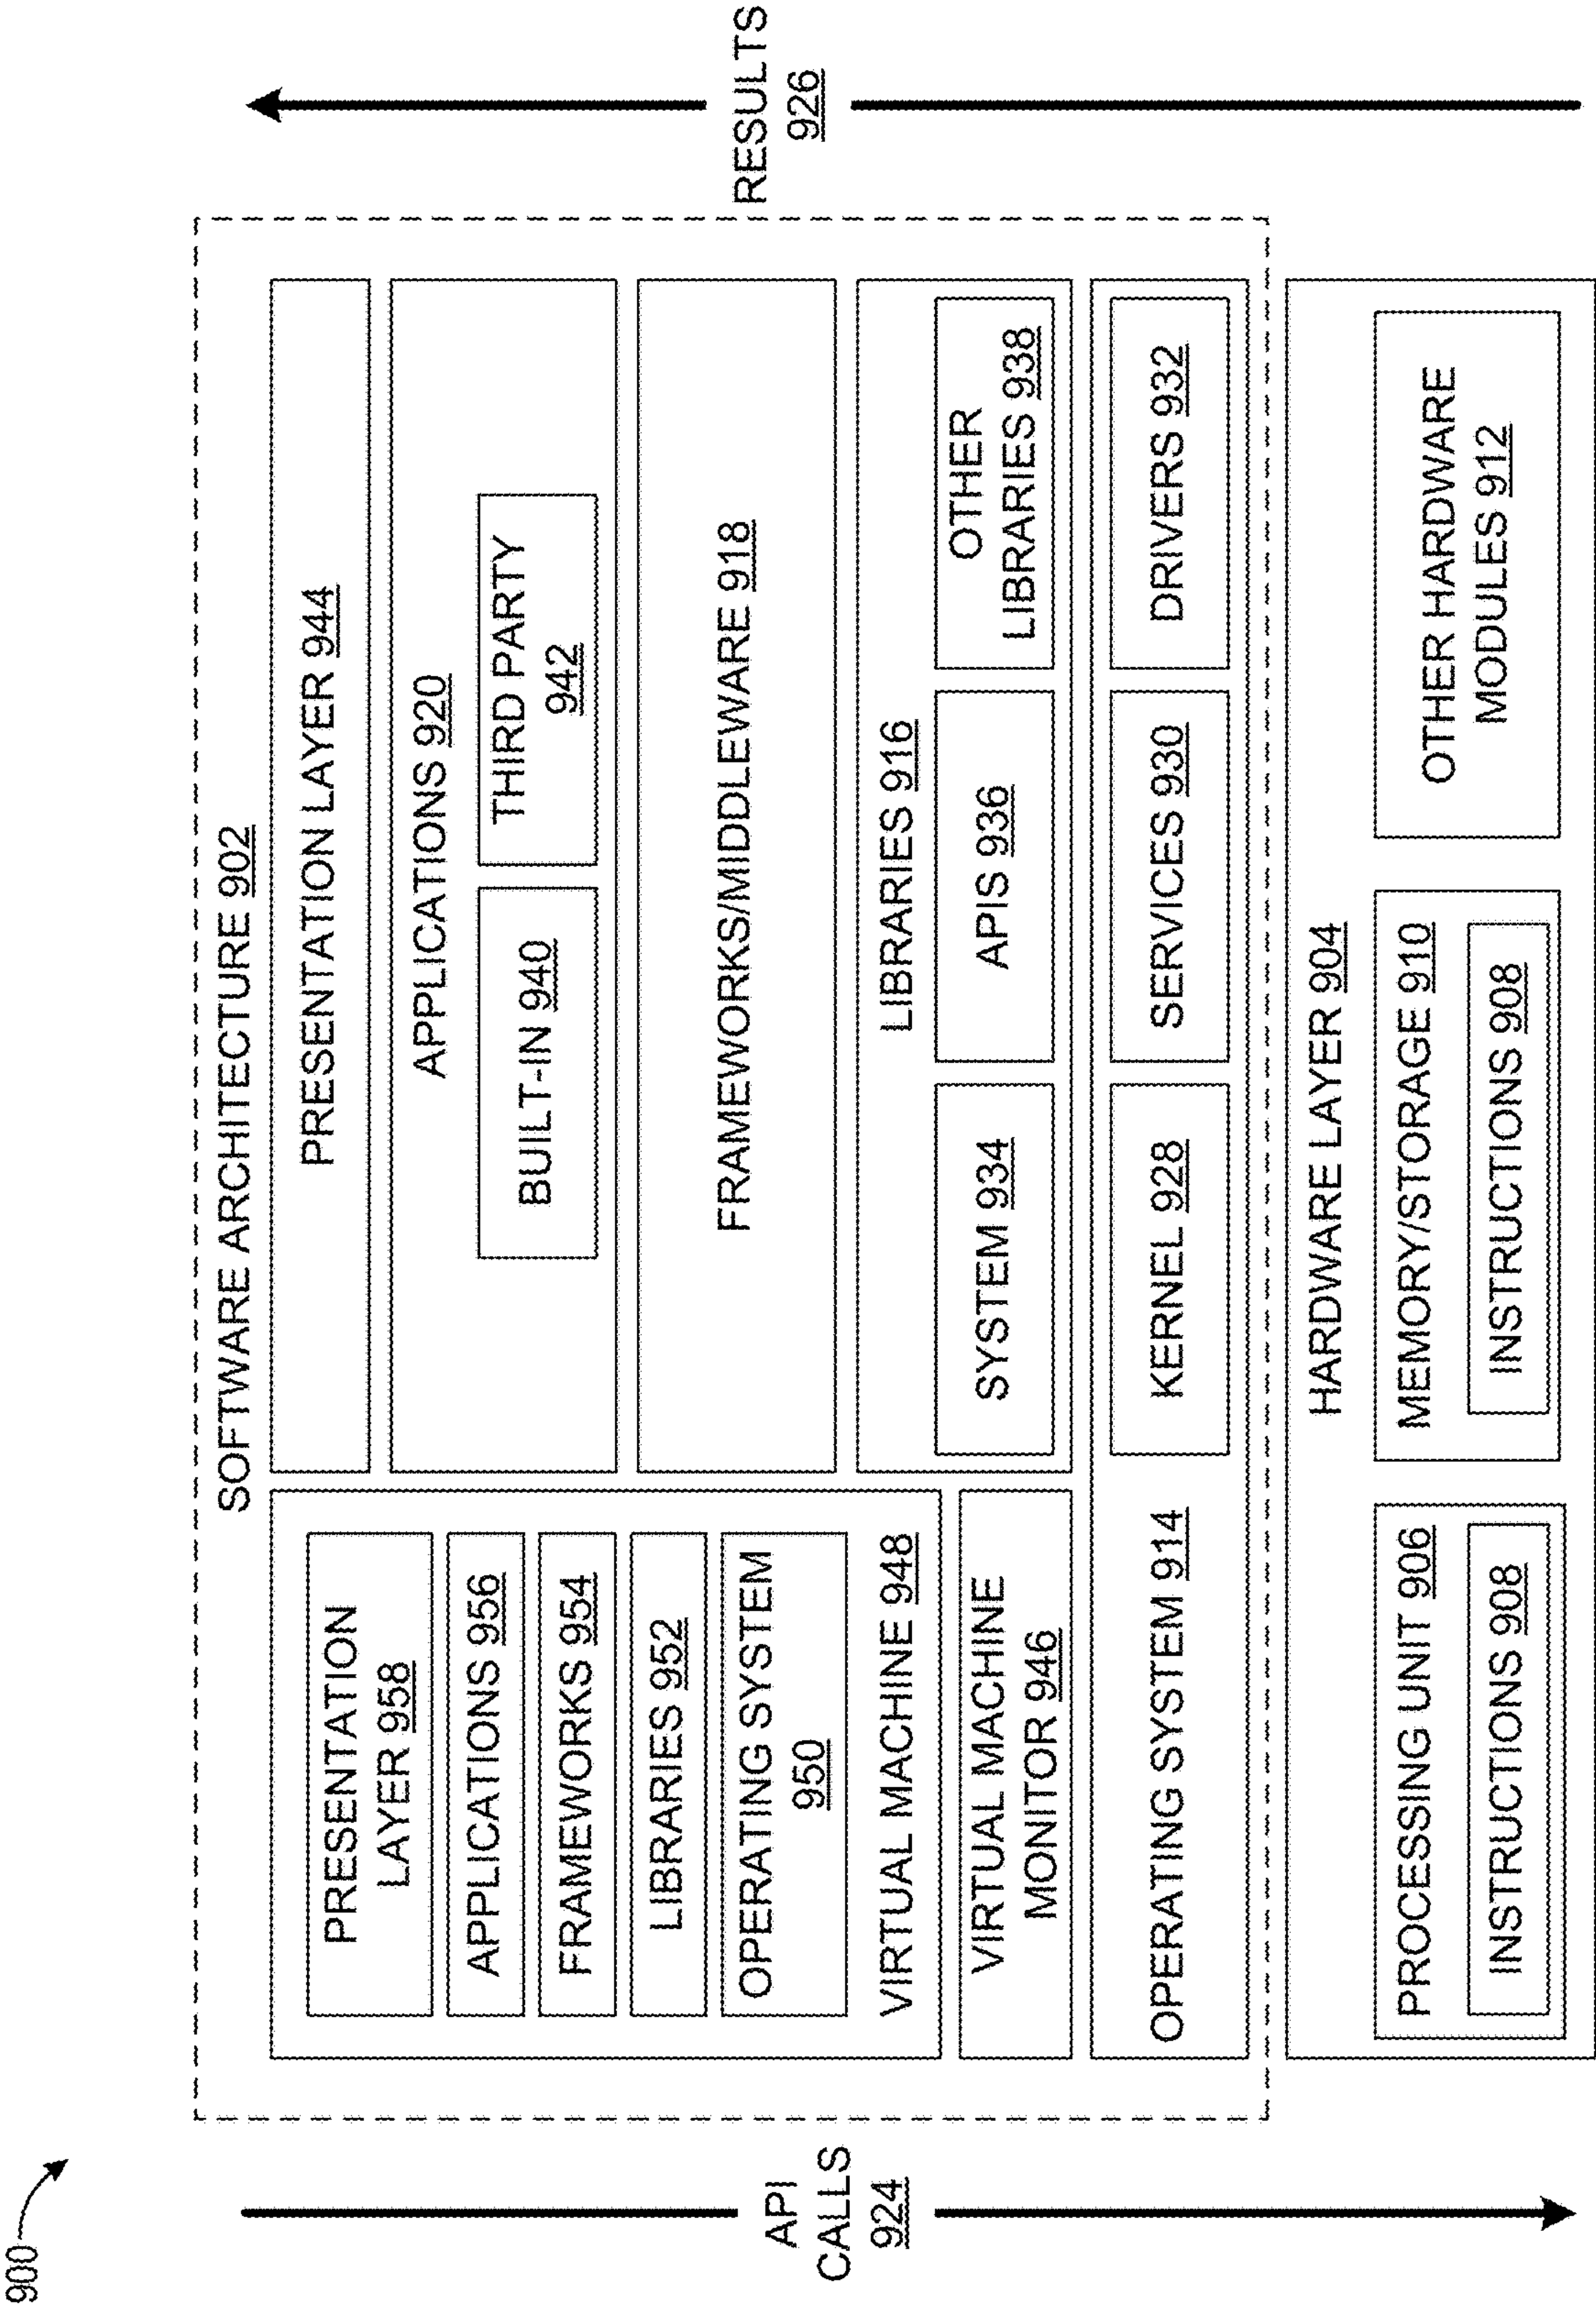 900
SOFTWARE ARCHITECTURE 902
PRESENTATION
LAYER 958
APPLICATIONS 956
FRAMEWORKS 954
LIBRARIES 952
OPERATING SYSTEM
950
VIRTUAL MACHINE 948
VIRTUAL MACHINE
MONITOR 946
PRESENTATION LAYER 944
APPLICATIONS 920
BUILT-IN 940
THIRD PARTY
942
FRAMEWORKS/MIDDLEWARE 918
LIBRARIES 916
SYSTEM 934
APIS 936
OTHER
LIBRARIES 938
OPERATING SYSTEM 914
KERNEL 928
SERVICES 930
DRIVERS 932
HARDWARE LAYER 904
PROCESSING UNIT 906
INSTRUCTIONS 908
MEMORY/STORAGE 910
INSTRUCTIONS 908
OTHER HARDWARE
MODULES 912
API
CALLS
924
RESULTS
926